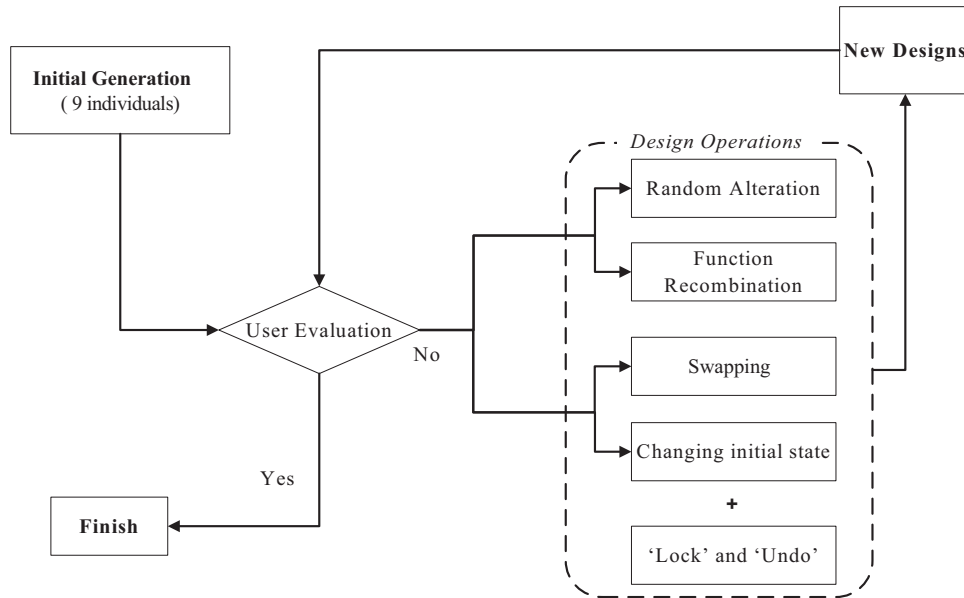 Initial Generation
( 9 individuals)
New Designs
Design Operations
Random Alteration
Function
Recombination
User Evaluation
No
Swapping
Changing initial state
Yes
+
Finish
‘Lock’ and ‘Undo’